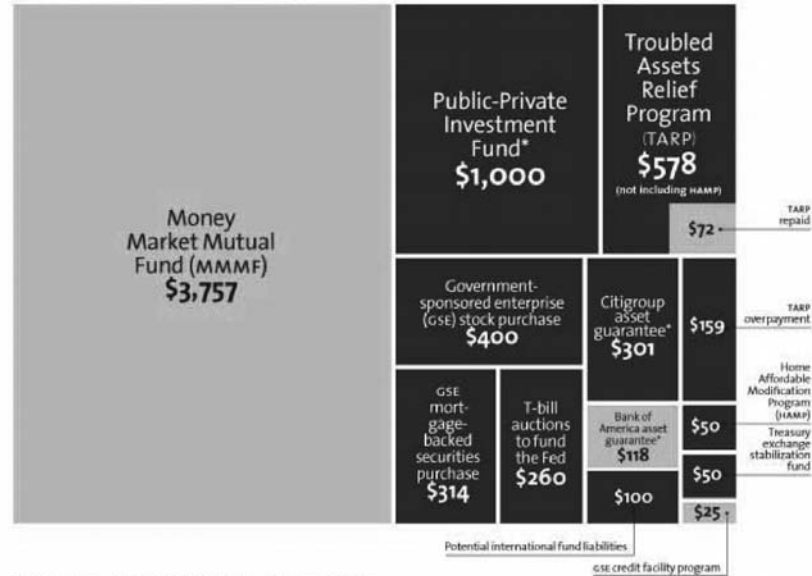 Money
Market Mutual
Fund (MMMF)
$3,757
Public-Private
Investment
Fund*
$1,000
Troubled
Assets
Relief
Program
(TARP)
$578
(not including HAMP)
$72
TARP
repaid
Government-
sponsored enterprise
(GSE) stock purchase
$400
Citigroup
asset
guarantee*
$301
$159
TARP
overpayment
GSE
mort-
gage-
backed
securities
purchase
$314
T-bill
auctions
to fund
the Fed
$260
Bank of
America asset
guarantee*
$118
$50
Home
Affordable
Modification
Program
(HAMP)
$50
Treasury
exchange
stabilization
fund
$100
$25
Potential international fund liabilities
GSE credit facility program